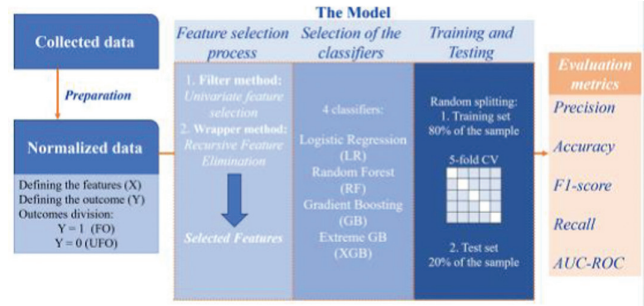 The Model
Collected data
Preparation
Normalized data
Defining the features (X)
Defining the outcome (Y)
Outcomes division:
Y = 1 (FO)
Y = 0 (UFO)
Feature selection
process
1. Filter method:
Univariate feature
selection
2. Wrapper method:
Recursive Feature
Elimination
Selected Features
Selection of the
classifiers
4 classifiers:
Logistic Regression
(LR)
Random Forest
(RF)
Gradient Boosting
(GB)
Extreme GB
(XGB)
Training and
Testing
Random splitting:
1. Training set
80% of the sample
5-fold CV
2. Test set
20% of the sample
Evaluation
metrics
Precision
Accuracy
F1-score
Recall
AUC-ROC